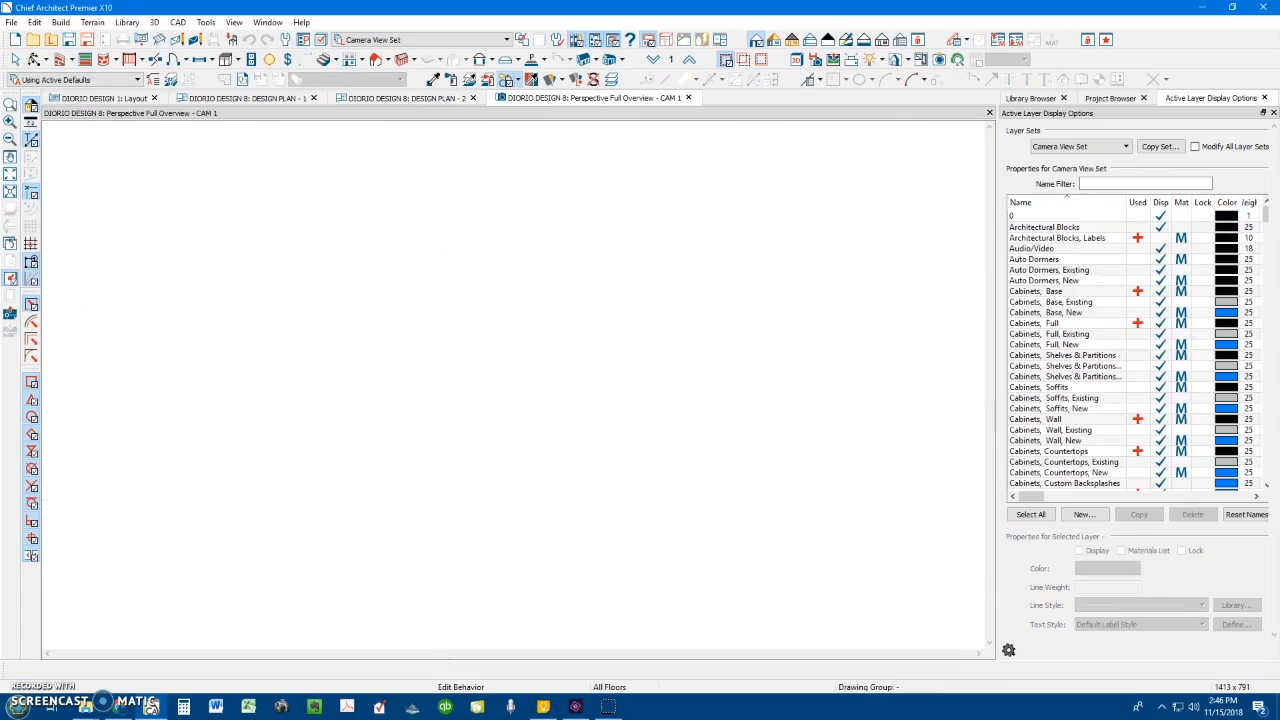 Chief Architect Premier X10
File Edit Build Terrain Library 3D CAD Tools View Window Help
Camera View Set
1
Using Active Defaults
DIORIO DESIGN 1: Layout DIORIO DESIGN 8: DESIGN PLAN - 1 DIORIO DESIGN 8: DESIGN PLAN - 2 DIORIO DESIGN 8: Perspective Full Overview - CAM 1 Library Browser Project Browser Active Layer Display Options
DIORIO DESIGN 8: Perspective Full Overview - CAM 1 Active Layer Display Options
Layer Sets
Camera View Set Copy Set... Modify All Layer Sets
Properties for Camera View Set
Name Filter:
Name Used Disp Mat Lock Color /eigh
0 1
Architectural Blocks 25
Architectural Blocks, Labels M 10
Audio/Video 18
Auto Dormers M 25
Auto Dormers, Existing 25
Auto Dormers, New M 25
Cabinets, Base M 25
Cabinets, Base, Existing 25
Cabinets, Base, New M 25
Cabinets, Full M 25
Cabinets, Full, Existing 25
Cabinets, Full, New M 25
Cabinets, Shelves & Partitions M 25
Cabinets, Shelves & Partitions... 25
Cabinets, Shelves & Partitions... M 25
Cabinets, Soffits M 25
Cabinets, Soffits, Existing 25
Cabinets, Soffits, New M 25
Cabinets, Wall M 25
Cabinets, Wall, Existing 25
Cabinets, Wall, New M 25
Cabinets, Countertops M 25
Cabinets, Countertops, Existing 25
Cabinets, Countertops, New M 25
Cabinets, Custom Backsplashes 25
Select All New... Copy Delete Reset Names
Properties for Selected Layer -
Display Materials List Lock
Color:
Line Weight:
Line Style: Library...
Text Style: Default Label Style Define...
RECORDED WITH
SCREENCAST MATIC
Edit Behavior All Floors Drawing Group: - 1413 x 791
2:46 PM
11/15/2018